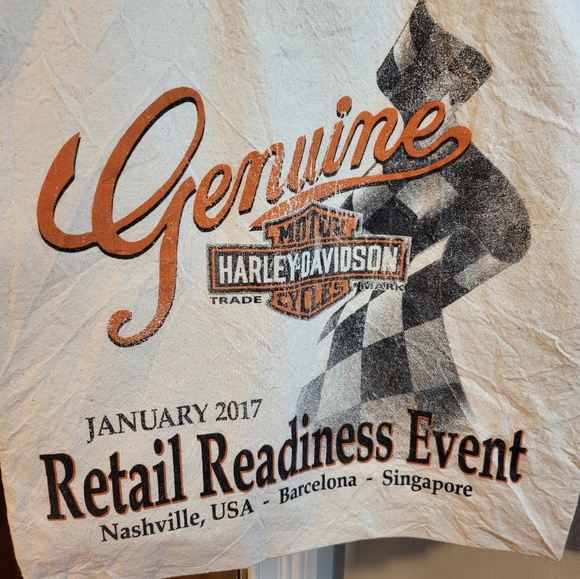 Genuine
MOTOR
HARLEY-DAVIDSON
TRADE CYCLES MARK
JANUARY 2017
Retail Readiness Event
Nashville, USA - Barcelona - Singapore